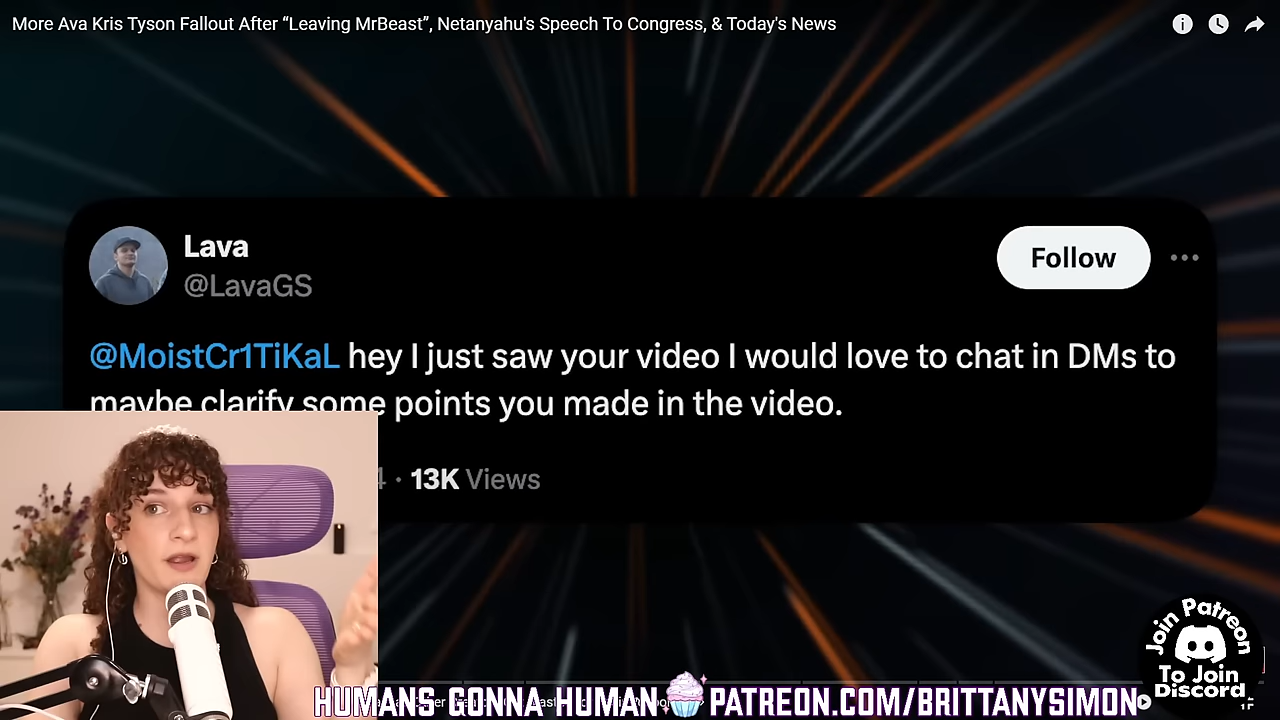 More Ava Kris Tyson Fallout After “Leaving MrBeast”, Netanyahu's Speech To Congress, & Today's News
Lava
@LavaGS
Follow
@MoistCr1TiKaL hey I just saw your video I would love to chat in DMs to
maybe clarify some points you made in the video.
4 · 13K Views
Join Patreon
To Join
Discord
HUMANS GONNA HUMAN PATREON.COM/BRITTANYSIMON